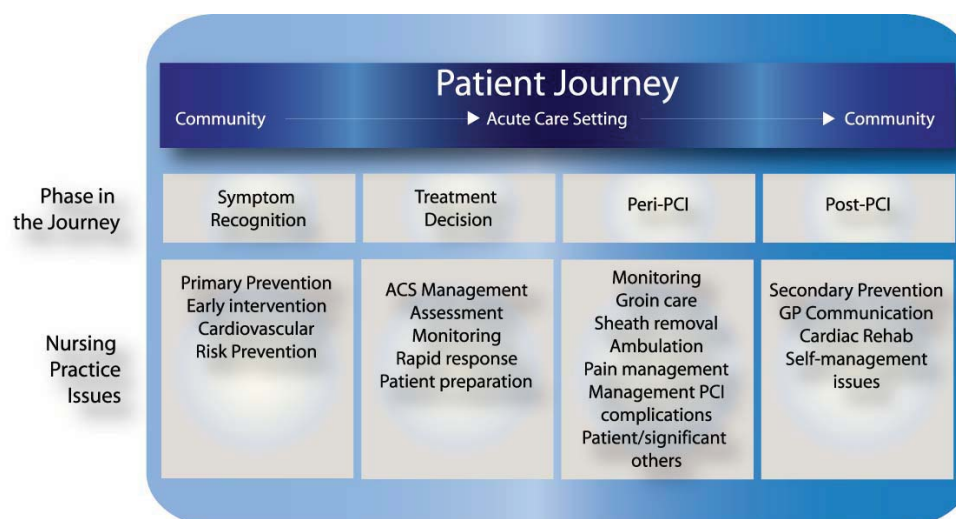 Patient Journey
Community
Acute Care Setting
Community
Phase in
the Journey
Symptom
Recognition
Treatment
Decision
Peri-PCI
Post-PCI
Nursing
Practice
Issues
Primary Prevention
Early intervention
Cardiovascular
Risk Prevention
ACS Management
Assessment
Monitoring
Rapid response
Patient preparation
Monitoring
Groin care
Sheath removal
Ambulation
Pain management
Management PCI
complications
Patient/significant
others
Secondary Prevention
GP Communication
Cardiac Rehab
Self-management
issues